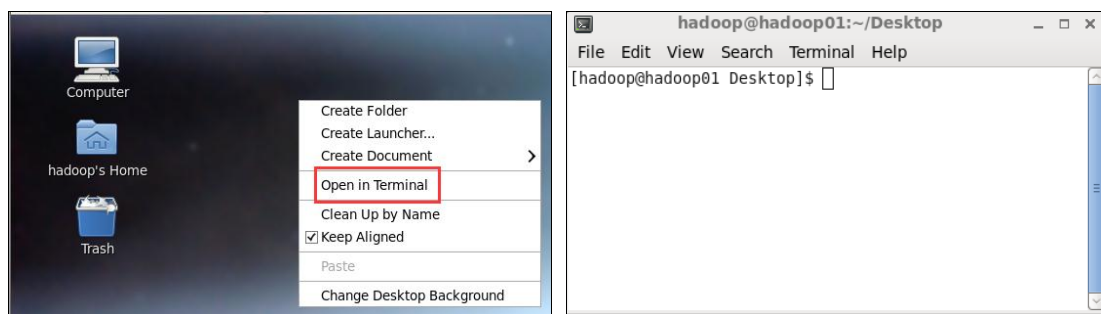 Computer
hadoop's Home
Trash
Create Folder
Create Launcher...
Create Document
Open in Terminal
Clean Up by Name
Keep Aligned
Paste
Change Desktop Background
hadoop@hadoop01:~/Desktop
File Edit View Search Terminal Help
[hadoop@hadoop01 Desktop]$